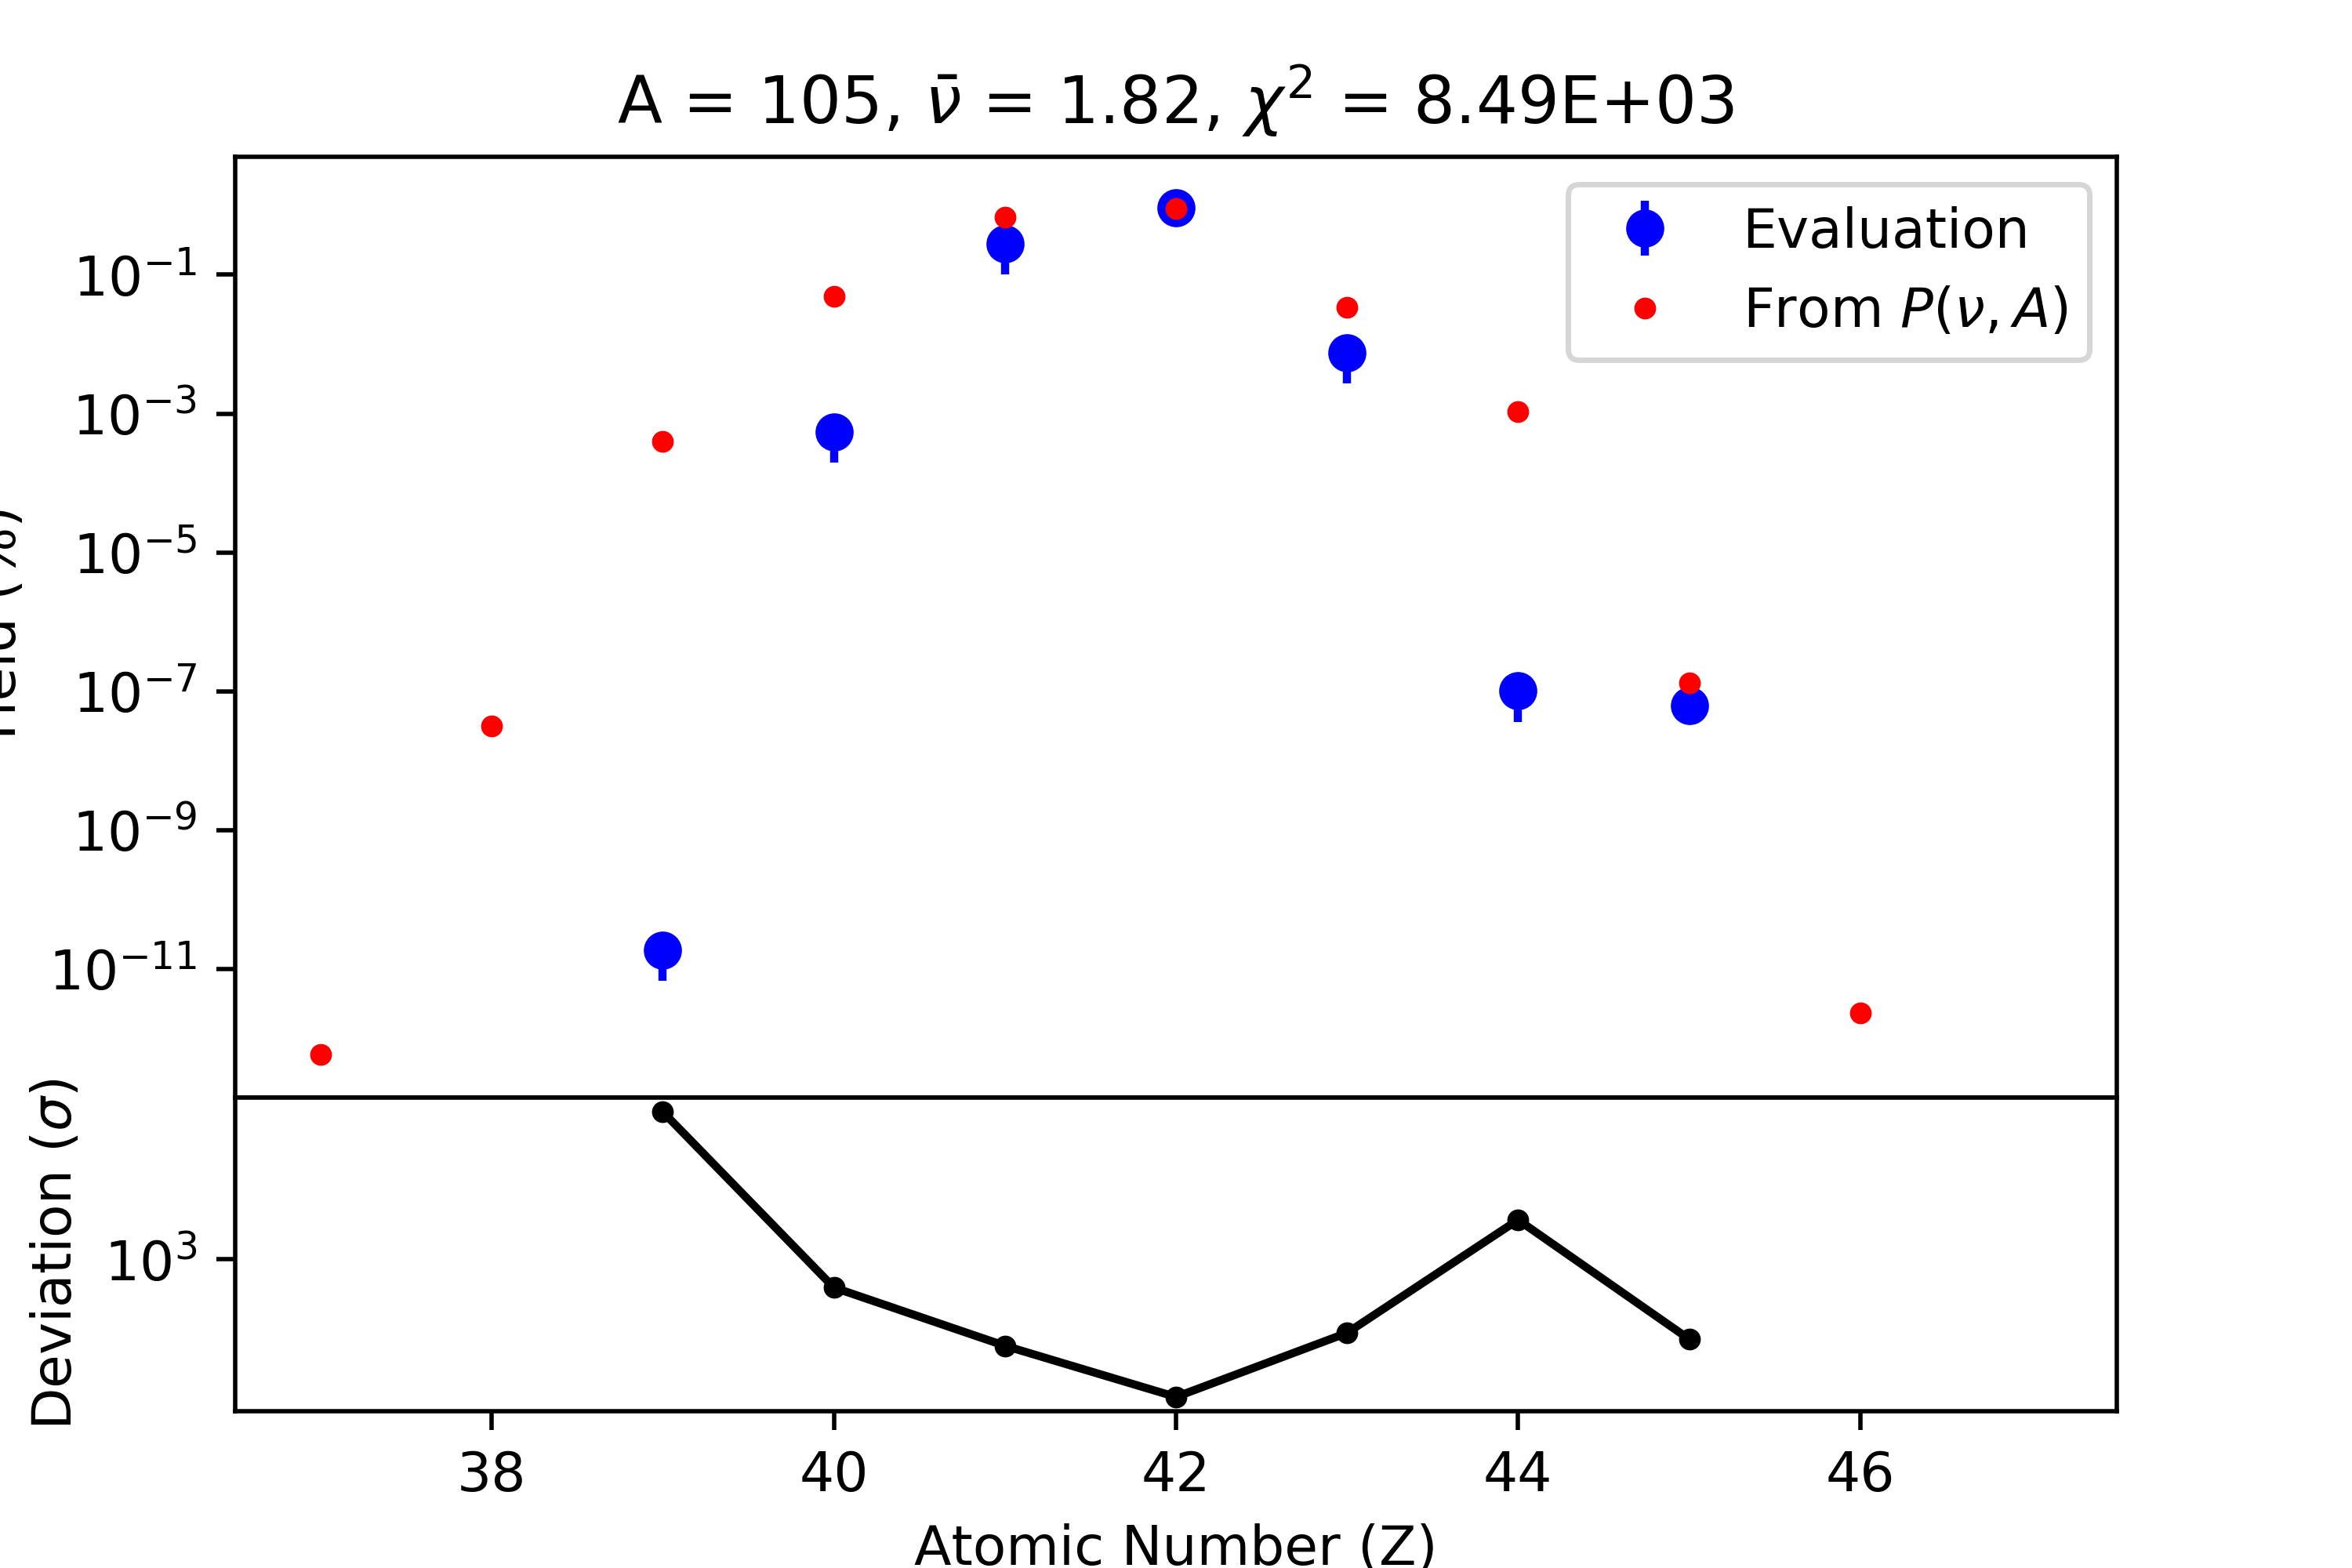 A = 105, ν̄ = 1.82, χ² = 8.49E+03
Evaluation
From P(ν, A)
10⁻¹
10⁻³
10⁻⁵
10⁻⁷
10⁻⁹
10⁻¹¹
(%)
Deviation (σ)
10³
38 40 42 44 46
Atomic Number (Z)